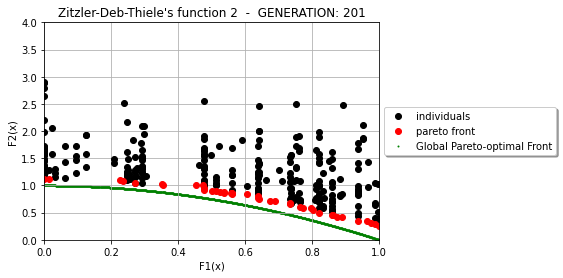 Zitzler-Deb-Thiele's function 2 - GENERATION: 201
4.0
3.5
3.0
2.5
2.0
1.5
1.0
0.5
0.0
F2(x)
0.0 0.2 0.4 0.6 0.8 1.0
F1(x)
individuals
pareto front
Global Pareto-optimal Front